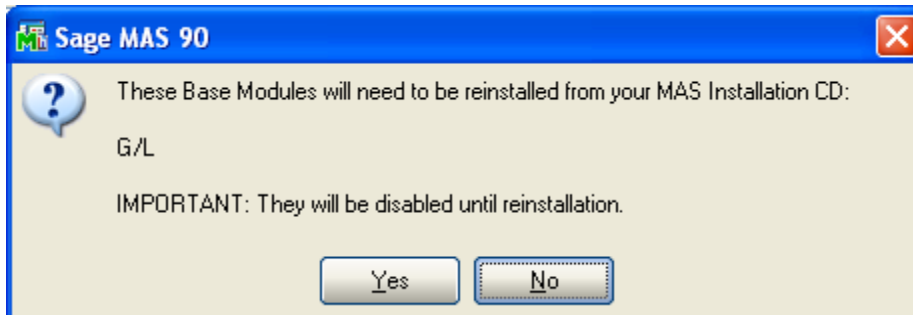 Sage MAS 90
These Base Modules will need to be reinstalled from your MAS Installation CD:
G/L
IMPORTANT: They will be disabled until reinstallation.
Yes No